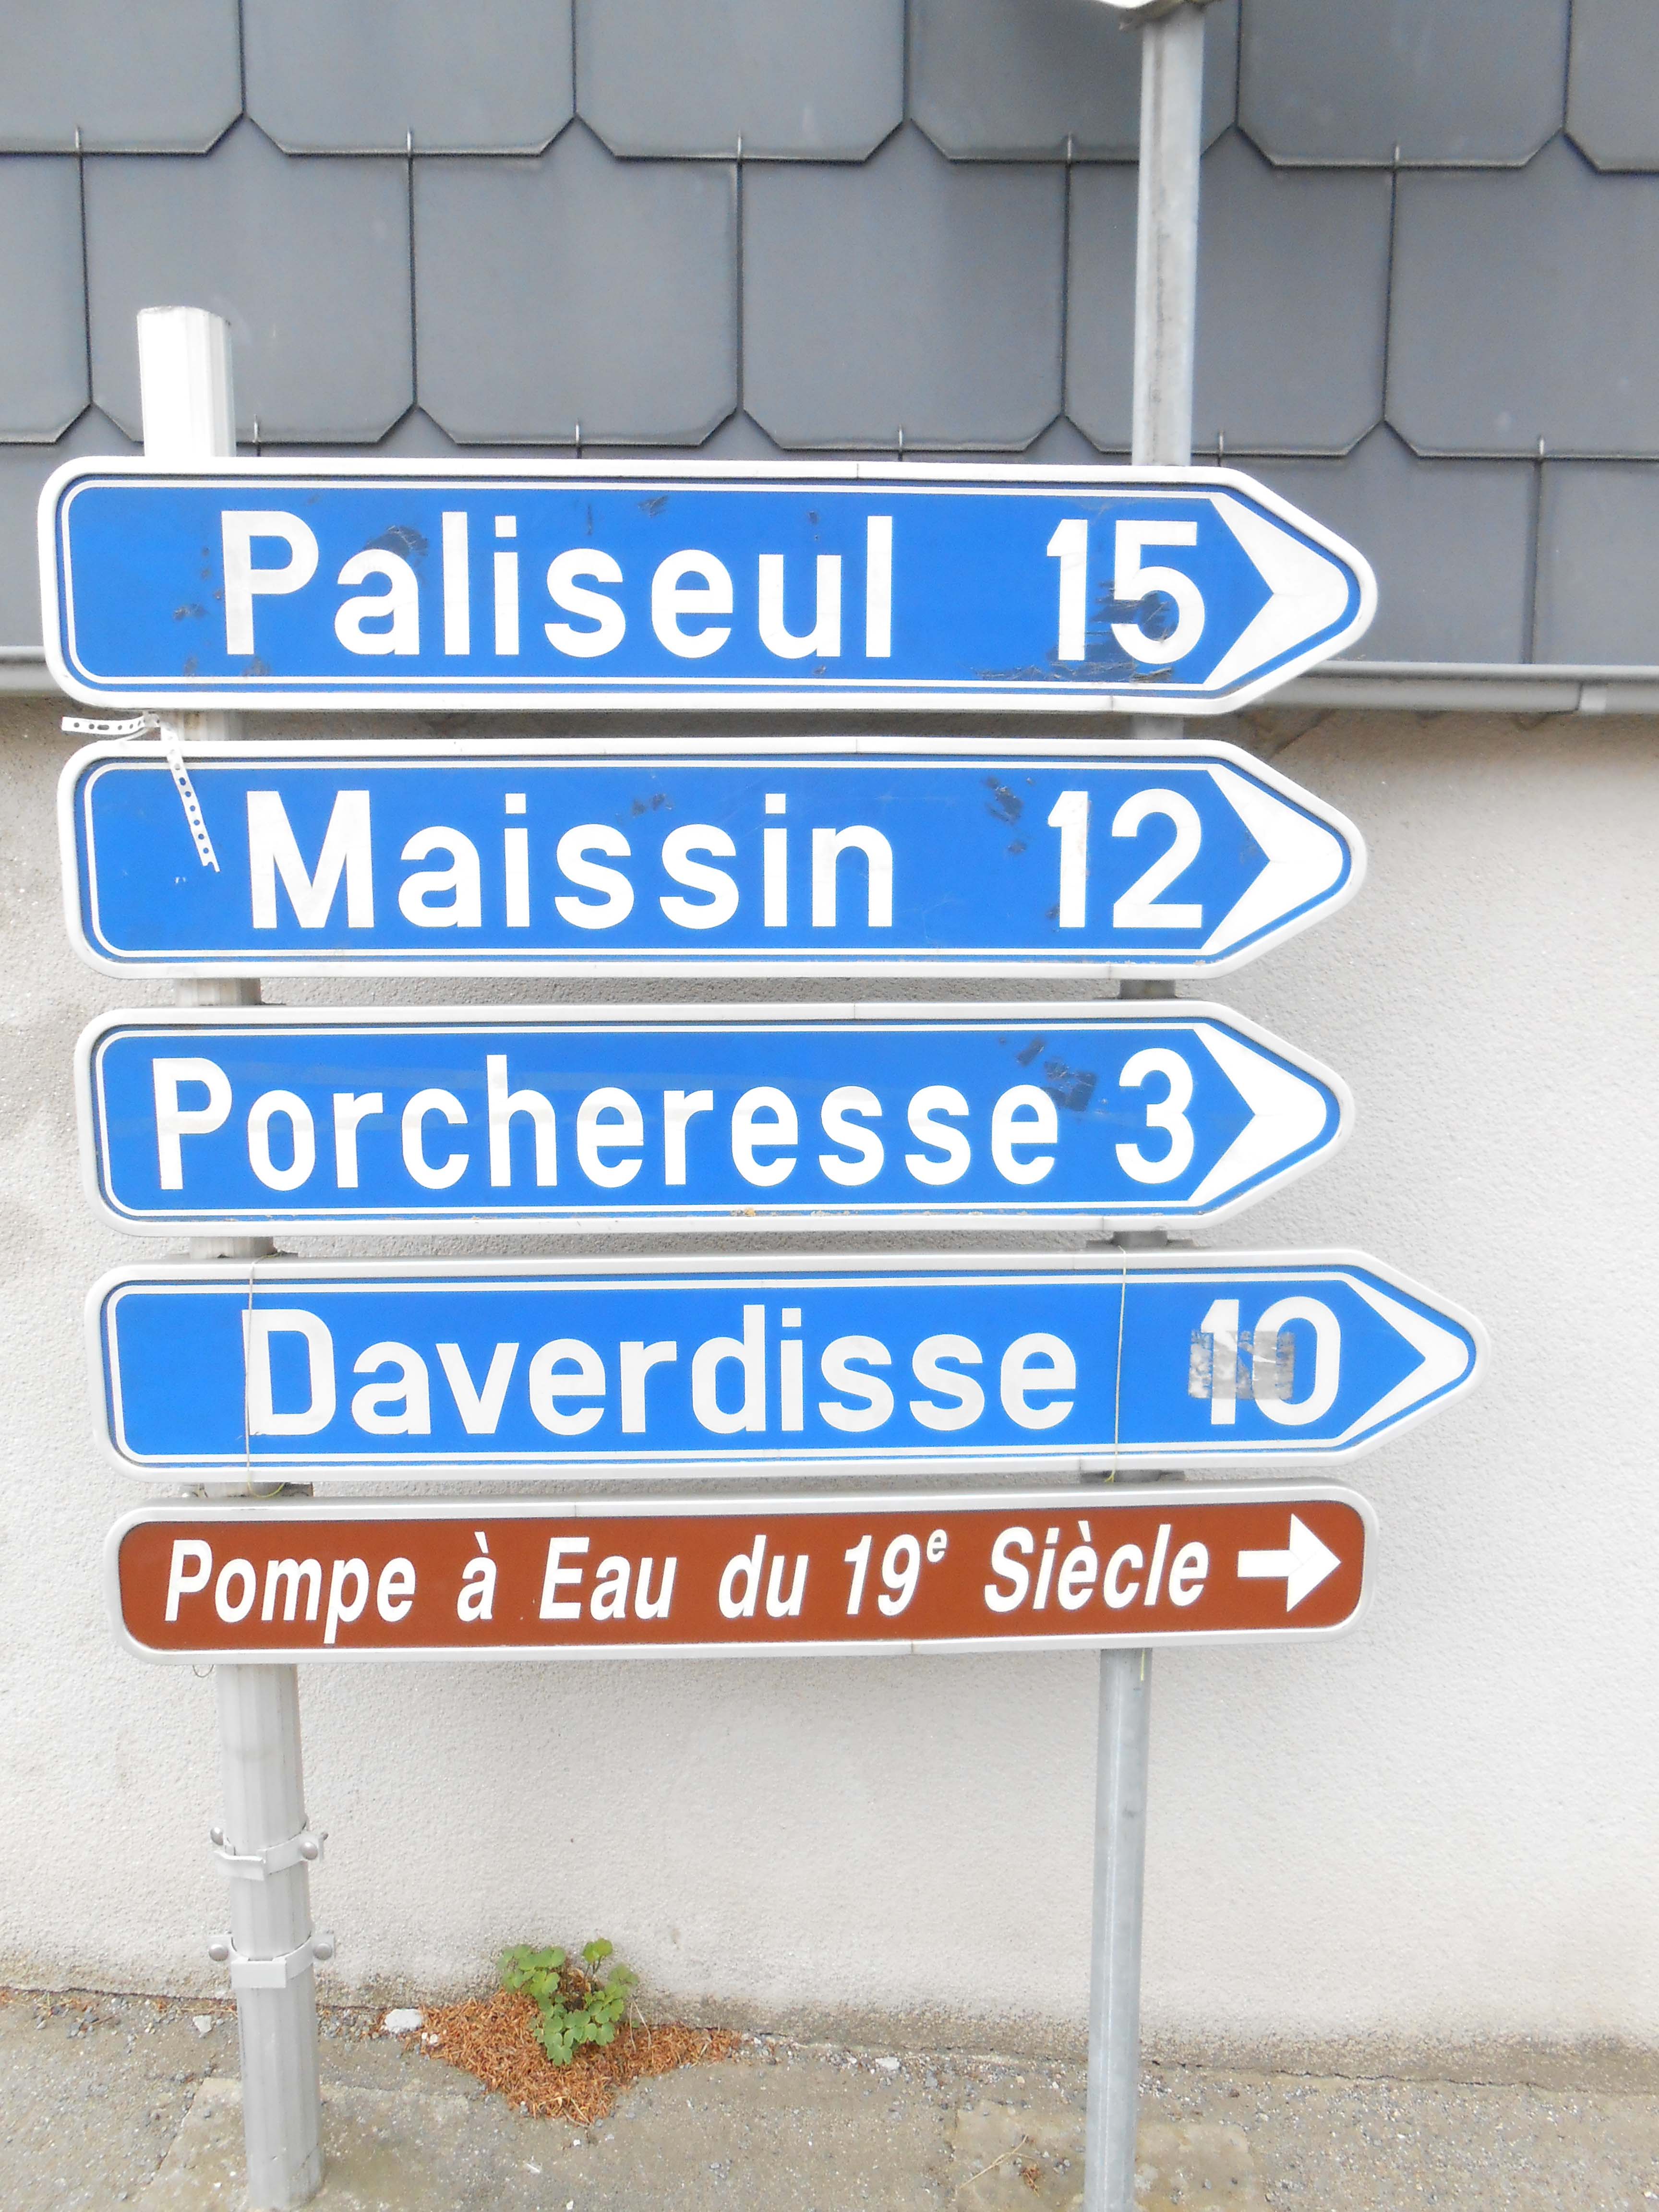 Paliseul 15
Maissin 12
Porcheresse 3
Daverdisse 10
Pompe à Eau du 19e Siècle